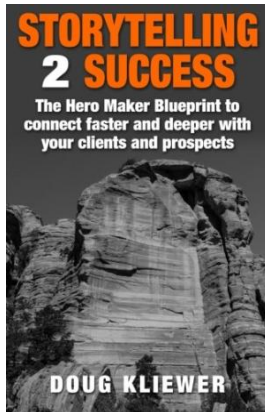 STORYTELLING
2 SUCCESS
The Hero Maker Blueprint to
connect faster and deeper with
your clients and prospects
DOUG KLIEWER